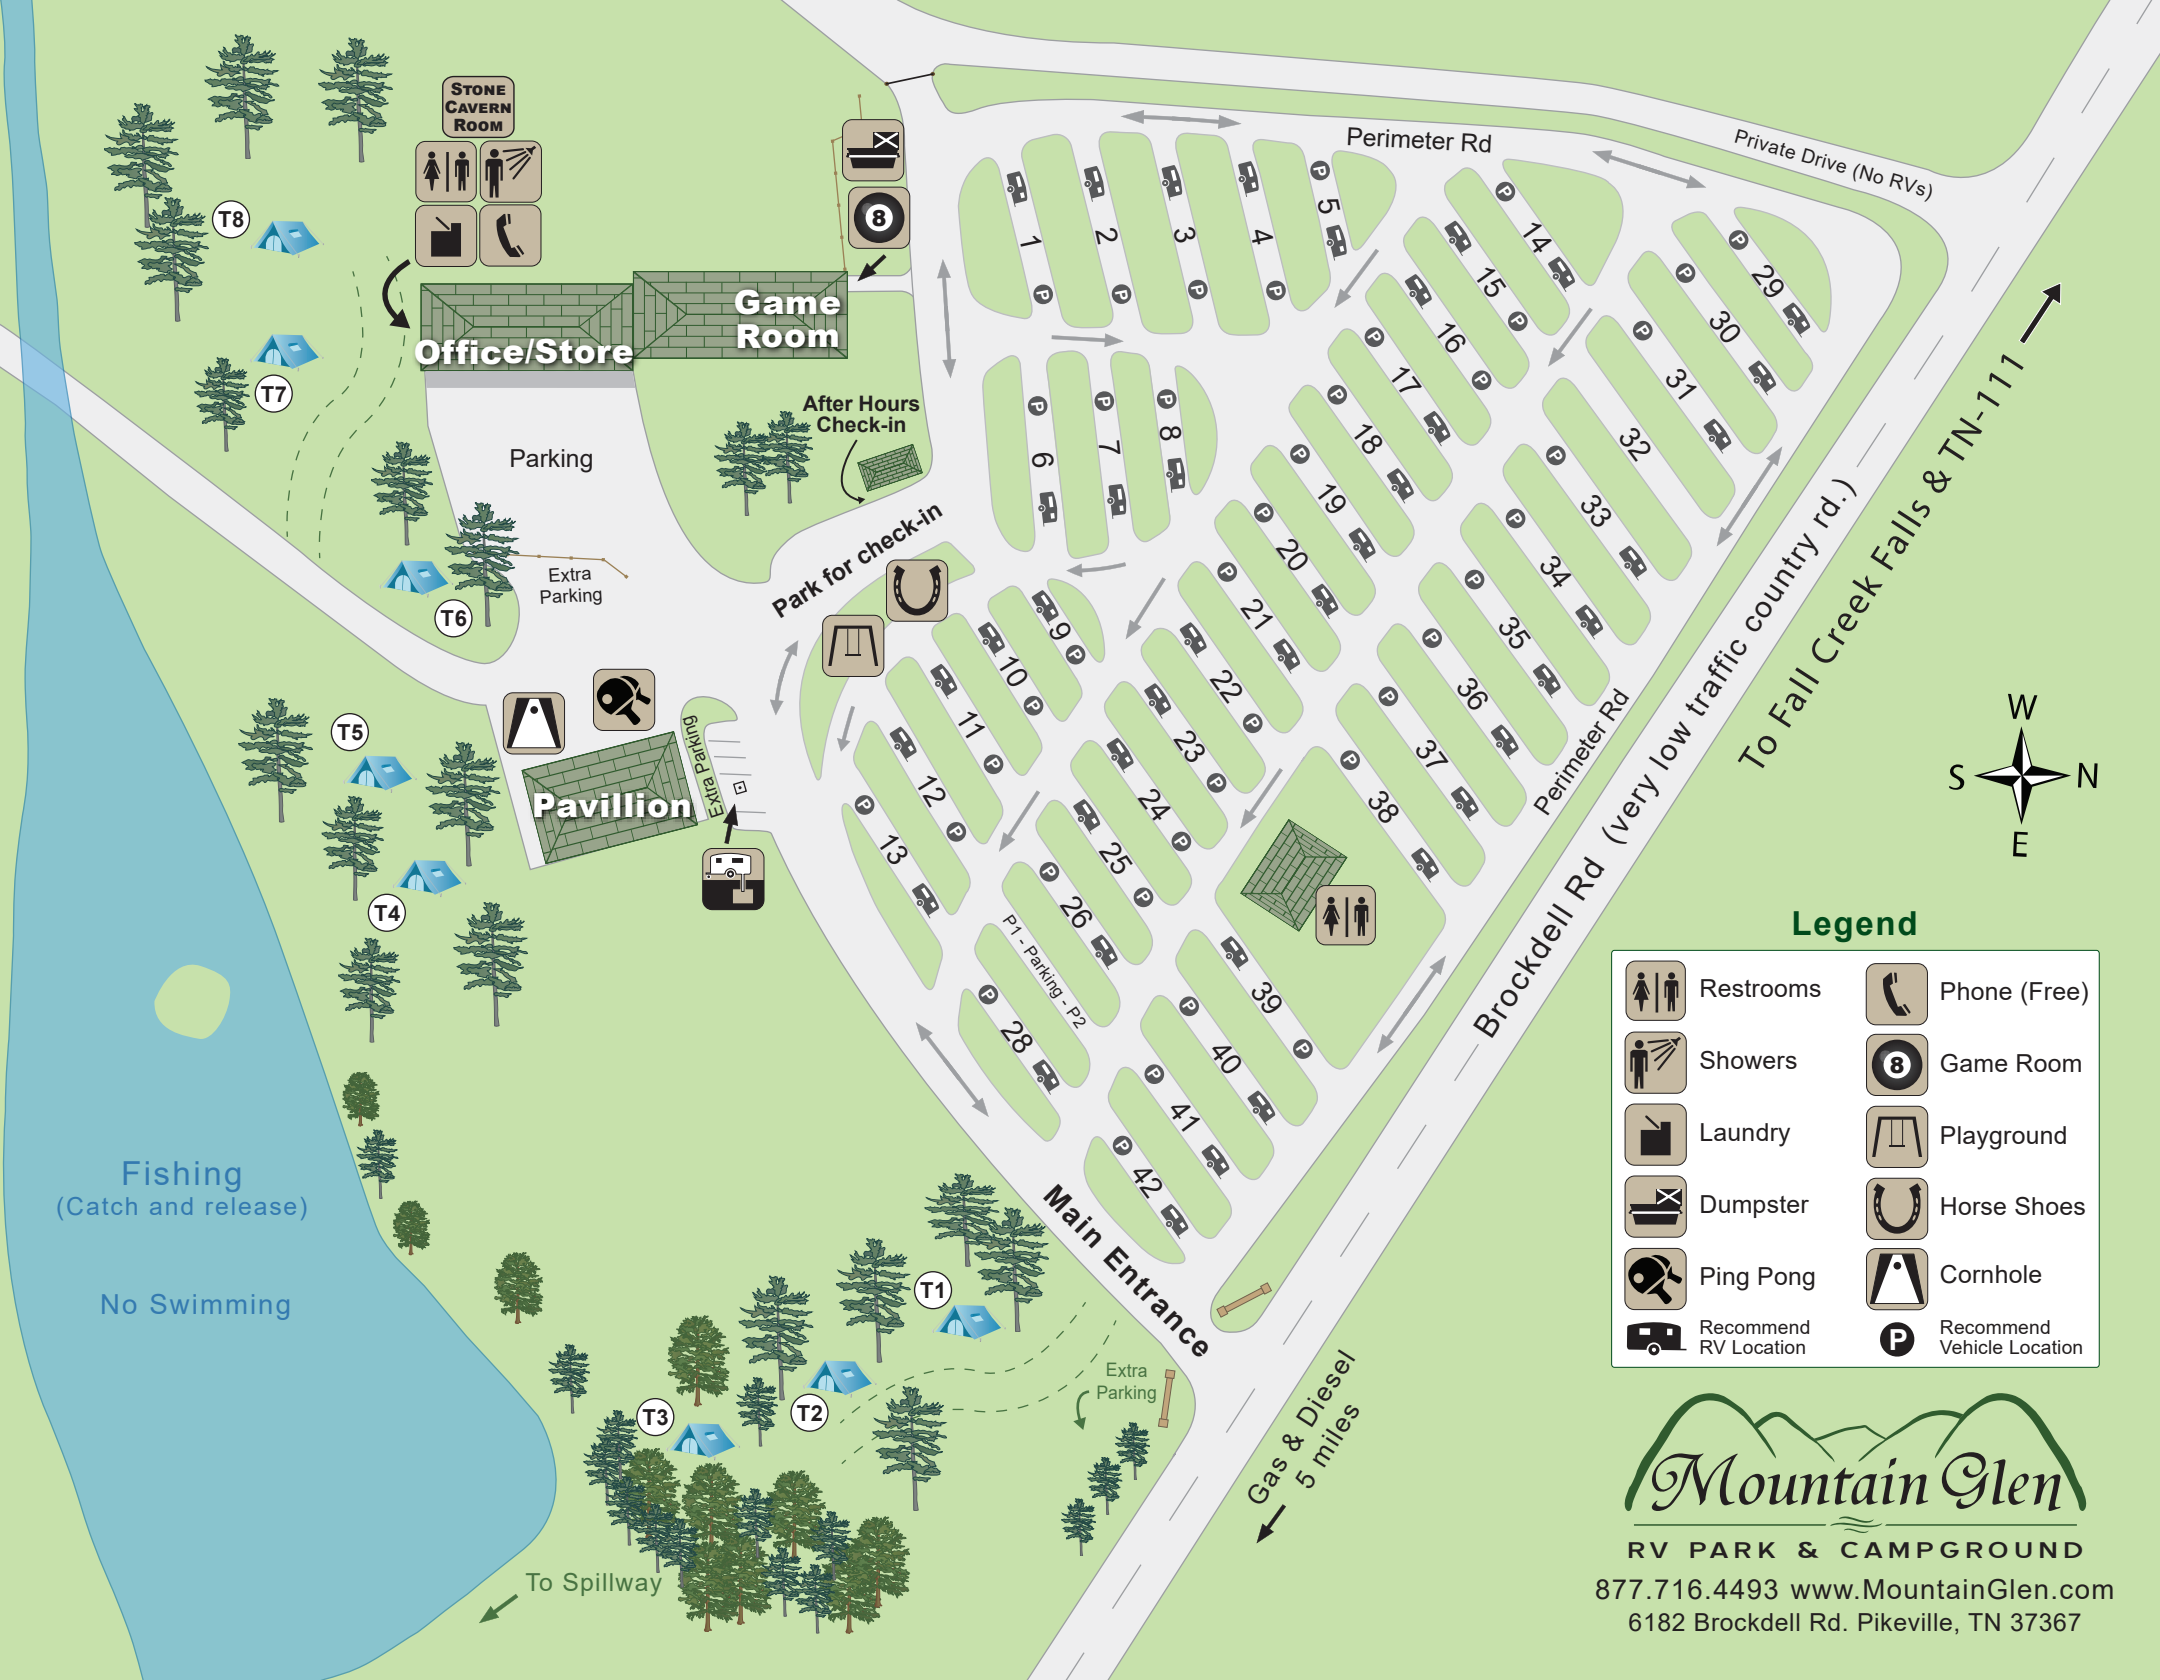 STONE
CAVERN
ROOM
T8
T7
T6
Office/Store
Game
Room
8
Parking
After Hours
Check-in
Extra
Parking
Park for check-in
Perimeter Rd
Private Drive (No RVs)
1
P
2
P
3
P
4
P
P
5
P
6
P
7
P
8
9
P
10
P
11
P
12
P
P
13
P
14
15
P
16
P
P
17
P
18
P
19
P
20
P
21
22
P
23
P
24
P
25
P
P
26
P1 - Parking - P2
P
28
P
29
P
30
P
31
32
P
33
P
34
P
35
P
36
P
37
P
38
39
P
P
40
P
41
P
42
T5
T4
Pavillion
Extra Parking
Perimeter Rd
Brockdell Rd (very low traffic country rd.)
To Fall Creek Falls & TN-111
W
S
N
E
Fishing
(Catch and release)
No Swimming
Main Entrance
T1
T2
T3
Extra
Parking
Gas & Diesel
5 miles
To Spillway
Legend
Restrooms
Phone (Free)
Showers
8
Game Room
Laundry
Playground
Dumpster
Horse Shoes
Ping Pong
Cornhole
Recommend
RV Location
P
Recommend
Vehicle Location
Mountain Glen
RV PARK & CAMPGROUND
877.716.4493 www.MountainGlen.com
6182 Brockdell Rd. Pikeville, TN 37367